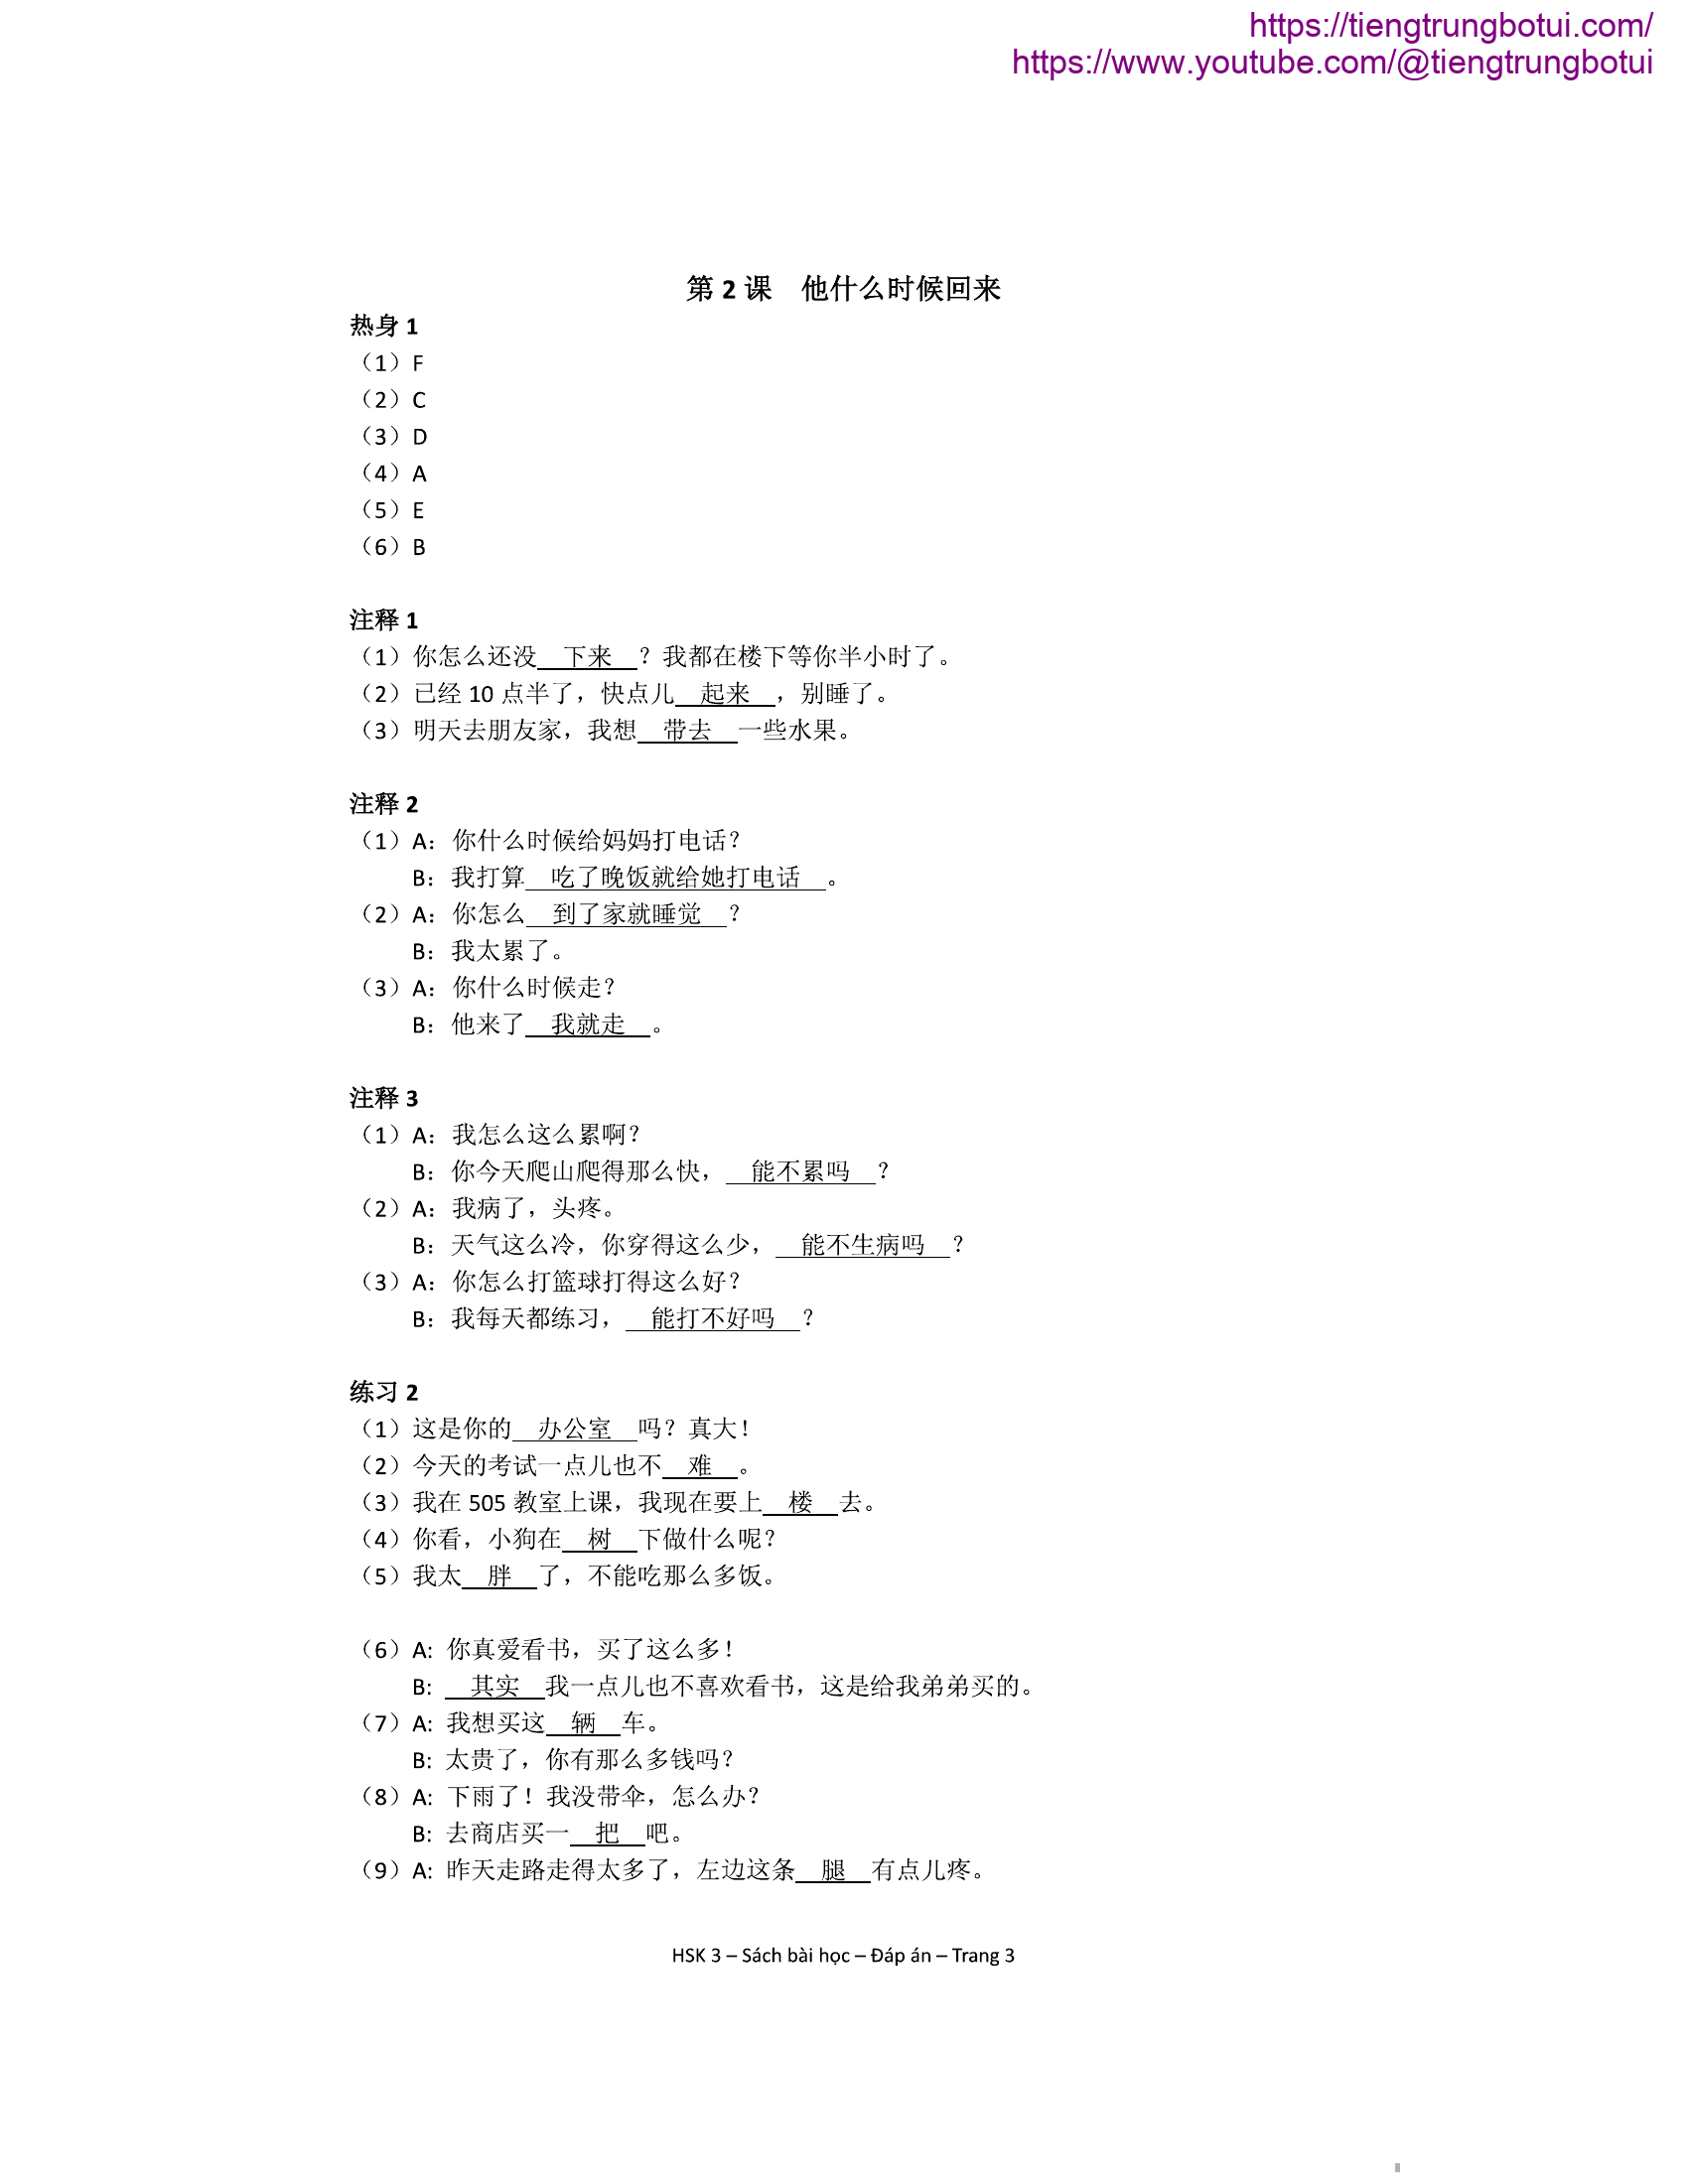 https://tiengtrungbotui.com/
https://www.youtube.com/@tiengtrungbotui
第 2 课　他什么时候回来
热身 1
（1）F
（2）C
（3）D
（4）A
（5）E
（6）B
注释 1
（1）你怎么还没__下来__？我都在楼下等你半小时了。
（2）已经 10 点半了，快点儿__起来__，别睡了。
（3）明天去朋友家，我想__带去__一些水果。
注释 2
（1）A：你什么时候给妈妈打电话？
B：我打算__吃了晚饭就给她打电话__。
（2）A：你怎么__到了家就睡觉__？
B：我太累了。
（3）A：你什么时候走？
B：他来了__我就走__。
注释 3
（1）A：我怎么这么累啊？
B：你今天爬山爬得那么快，__能不累吗__？
（2）A：我病了，头疼。
B：天气这么冷，你穿得这么少，__能不生病吗__？
（3）A：你怎么打篮球打得这么好？
B：我每天都练习，__能打不好吗__？
练习 2
（1）这是你的__办公室__吗？真大！
（2）今天的考试一点儿也不__难__。
（3）我在 505 教室上课，我现在要上__楼__去。
（4）你看，小狗在__树__下做什么呢？
（5）我太__胖__了，不能吃那么多饭。
（6）A: 你真爱看书，买了这么多！
B: __其实__我一点儿也不喜欢看书，这是给我弟弟买的。
（7）A: 我想买这__辆__车。
B: 太贵了，你有那么多钱吗？
（8）A: 下雨了！我没带伞，怎么办？
B: 去商店买一__把__吧。
（9）A: 昨天走路走得太多了，左边这条__腿__有点儿疼。
HSK 3 – Sách bài học – Đáp án – Trang 3